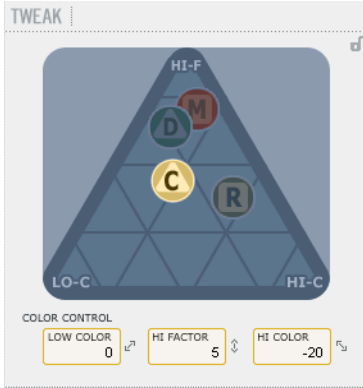 TWEAK
HI-F
M
D
C
R
LO-C HI-C
COLOR CONTROL
LOW COLOR HI FACTOR HI COLOR
0 5 -20